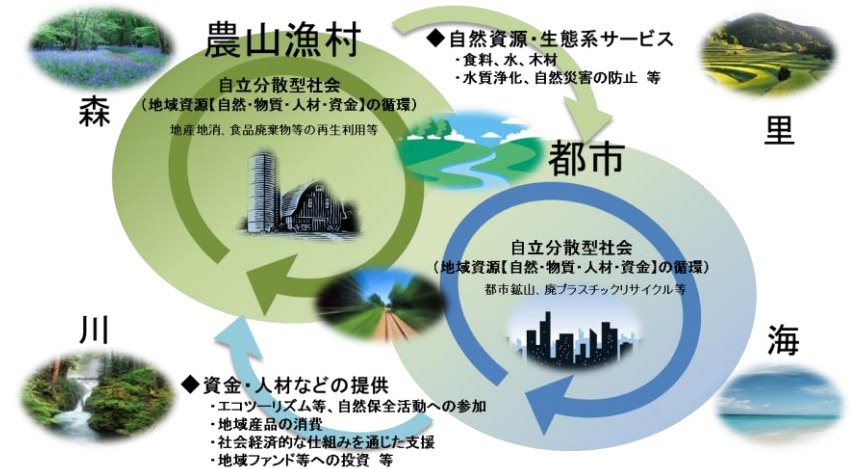 農山漁村
◆自然資源・生態系サービス
・食料、水、木材
・水質浄化、自然災害の防止 等
森
自立分散型社会
（地域資源【自然・物質・人材・資金】の循環）
地産地消、食品廃棄物等の再生利用等
里
都市
自立分散型社会
（地域資源【自然・物質・人材・資金】の循環）
都市鉱山、廃プラスチックリサイクル等
川
海
◆資金・人材などの提供
・エコツーリズム等、自然保全活動への参加
・地域産品の消費
・社会経済的な仕組みを通じた支援
・地域ファンド等への投資 等